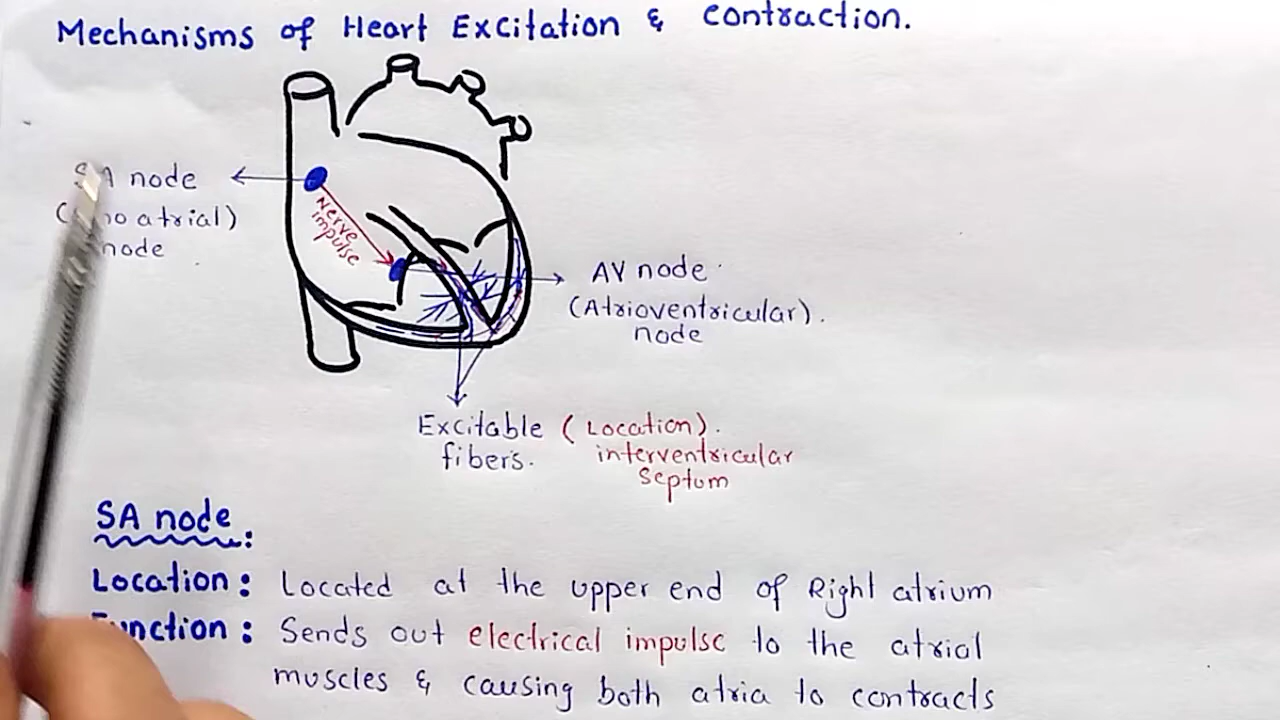 Mechanisms of Heart Excitation & contraction.
node
atrial)
node
Nerve
impulse
AV node
(Atrioventricular).
node
Excitable (Location).
fibers. interventricular
septum
SA node:
Location: Located at the upper end of Right atrium
Sends out electrical impulse to the atrial
muscles & causing both atria to contracts